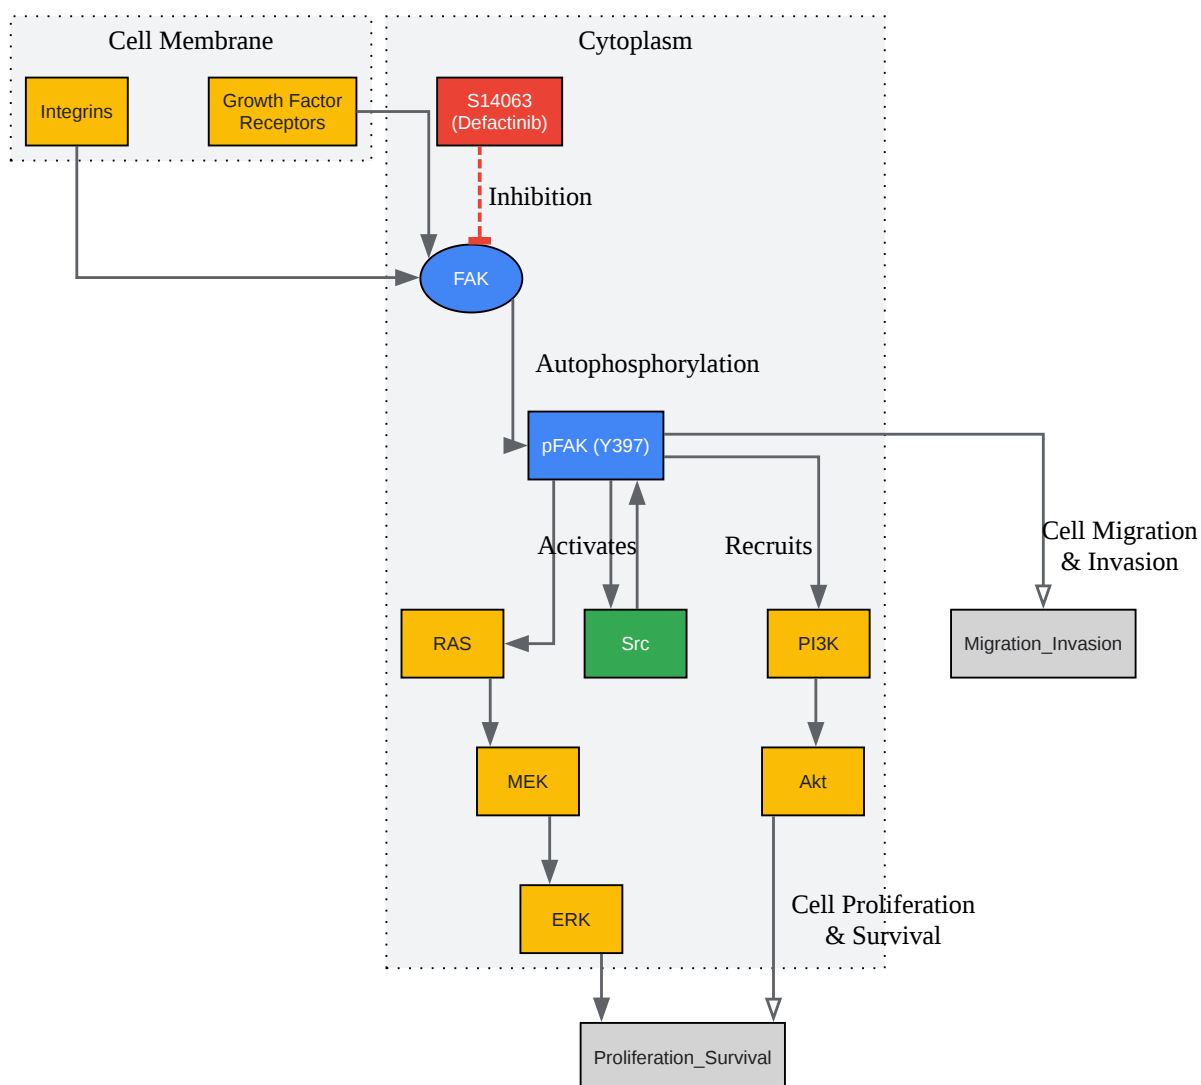 Cell Membrane
Cytoplasm
Integrins
Growth Factor
Receptors
S14063
(Defactinib)
Inhibition
FAK
Autophosphorylation
pFAK (Y397)
Activates
Recruits
Cell Migration
& Invasion
RAS
Src
PI3K
Migration_Invasion
MEK
Akt
ERK
Cell Proliferation
& Survival
Proliferation_Survival